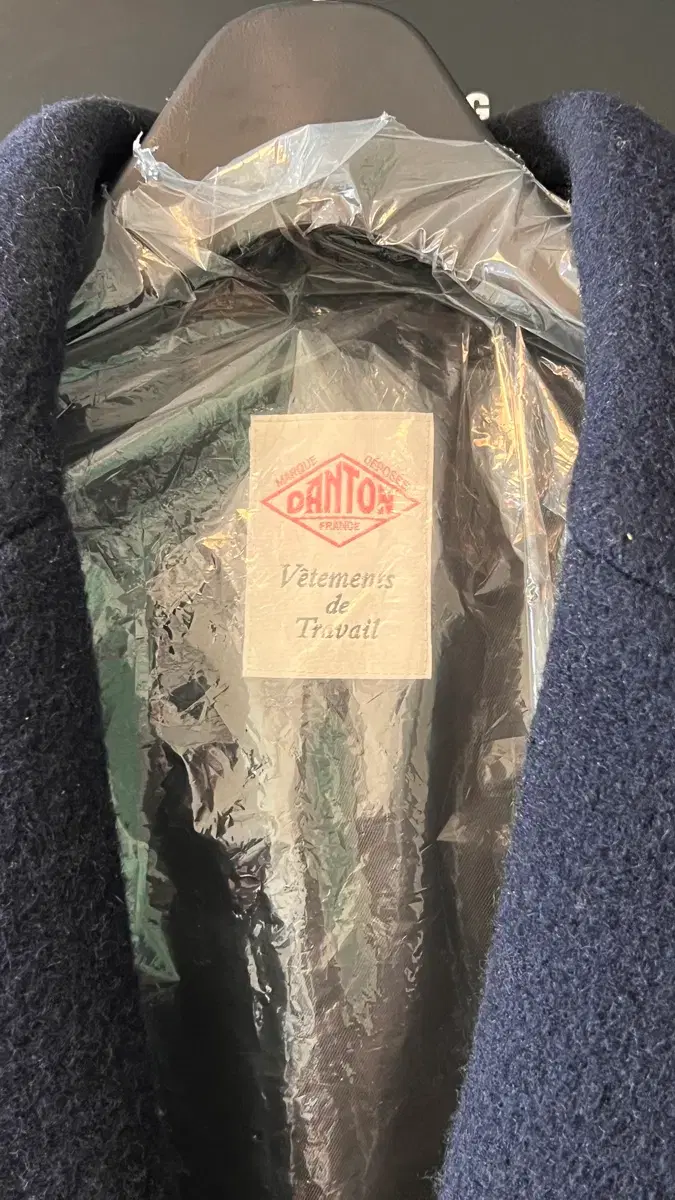 MARQUE DÉPOSÉE
DANTON
FRANCE
Vêtements
de
Travail
G